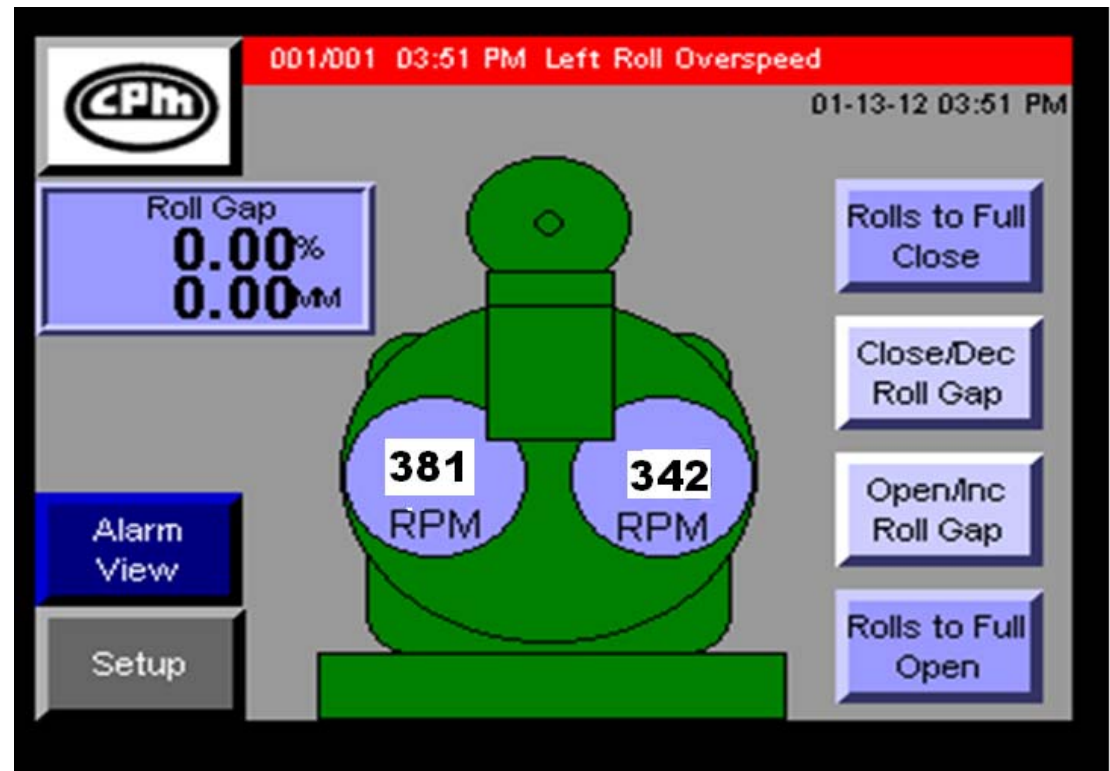 CPM
001/001 03:51 PM Left Roll Overspeed
01-13-12 03:51 PM
Roll Gap
0.00%
0.00MM
Rolls to Full
Close
Close/Dec
Roll Gap
381
RPM
342
RPM
Open/Inc
Roll Gap
Alarm
View
Setup
Rolls to Full
Open